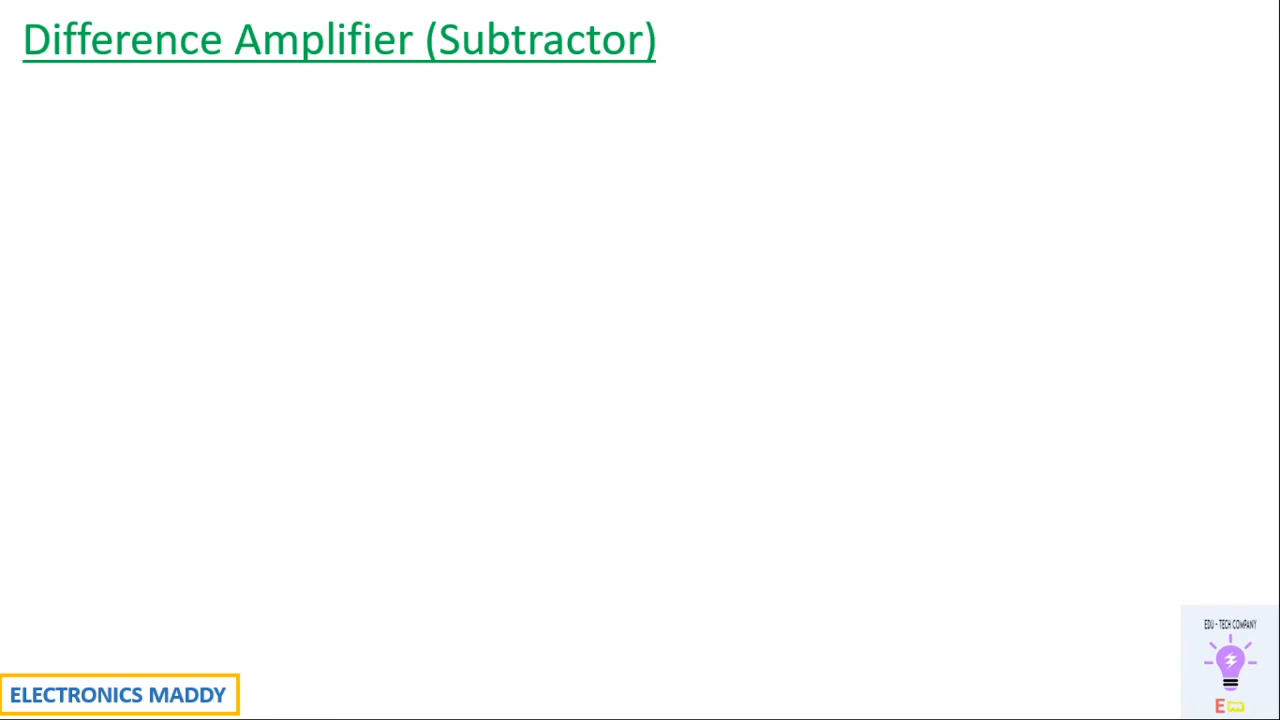 Difference Amplifier (Subtractor)
EDU - TECH COMPANY
ELECTRONICS MADDY